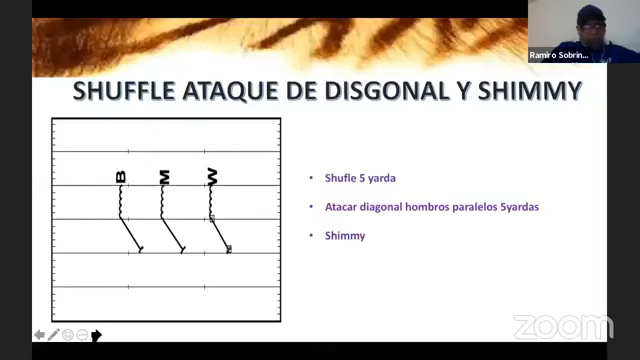 Ramiro Sobrin...
SHUFFLE ATAQUE DE DISGONAL Y SHIMMY
B M W
• Shufle 5 yarda
• Atacar diagonal hombros paralelos 5yardas
• Shimmy
zoom